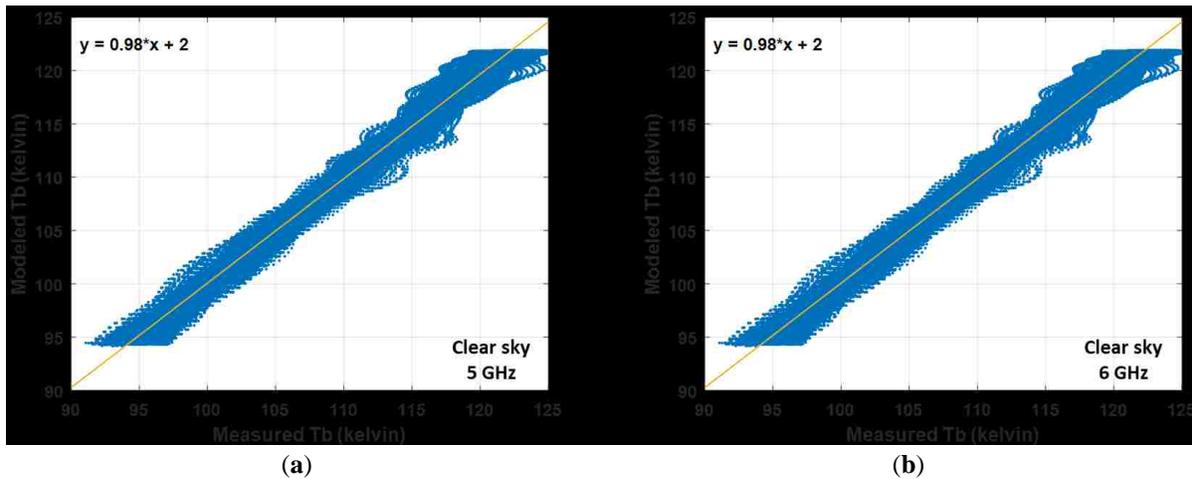 125
120
115
110
105
100
95
90
Modeled Tb (kelvin)
y = 0.98*x + 2
Clear sky
5 GHz
90 95 100 105 110 115 120 125
Measured Tb (kelvin)
(a)
125
120
115
110
105
100
95
90
Modeled Tb (kelvin)
y = 0.98*x + 2
Clear sky
6 GHz
90 95 100 105 110 115 120 125
Measured Tb (kelvin)
(b)